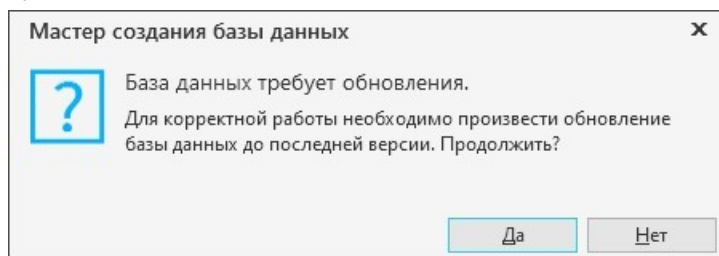 Мастер создания базы данных
База данных требует обновления.
Для корректной работы необходимо произвести обновление
базы данных до последней версии. Продолжить?
Да
Нет